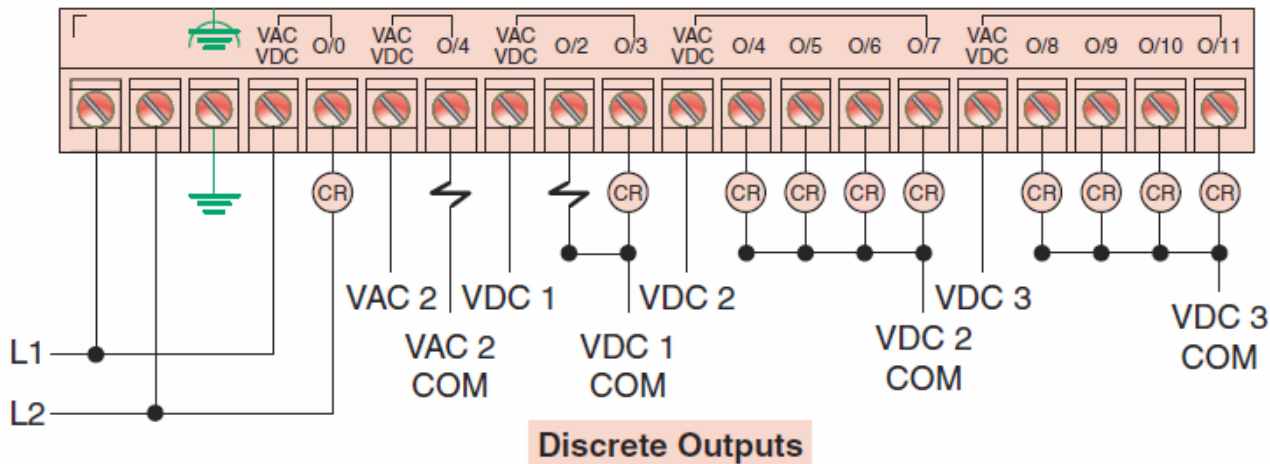 VAC VDC O/0 VAC VDC O/4 VAC VDC O/2 O/3 VAC VDC O/4 O/5 O/6 O/7 VAC VDC O/8 O/9 O/10 O/11
CR CR CR CR CR CR CR CR CR CR
VAC 2 VDC 1 VDC 2 VDC 3
VAC 2 COM
VDC 1 COM
VDC 2 COM
VDC 3 COM
L1
L2
Discrete Outputs